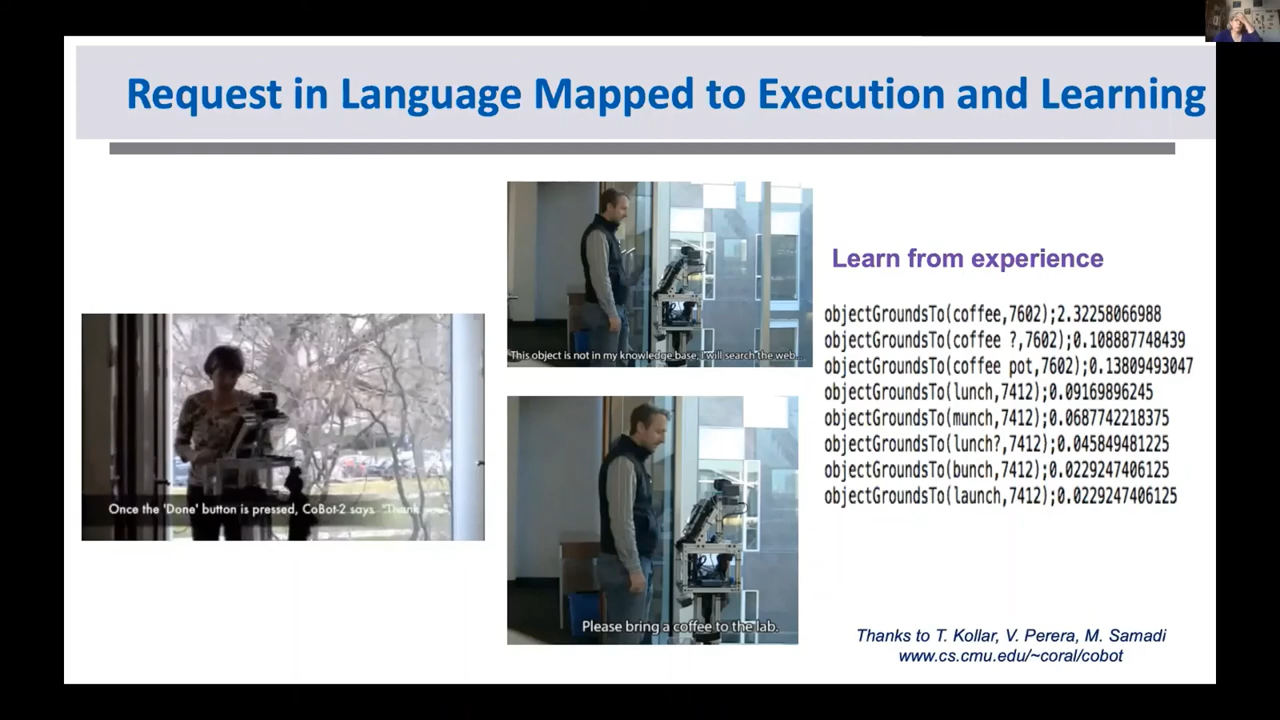 Request in Language Mapped to Execution and Learning
Once the 'Done' button is pressed, CoBot-2 says. "Thank you".
This object is not in my knowledge base, I will search the web...
Please bring a coffee to the lab.
Learn from experience
objectGroundsTo(coffee,7602);2.32258066988
objectGroundsTo(coffee ?,7602);0.108887748439
objectGroundsTo(coffee pot,7602);0.13809493047
objectGroundsTo(lunch,7412);0.09169896245
objectGroundsTo(munch,7412);0.0687742218375
objectGroundsTo(lunch?,7412);0.045849481225
objectGroundsTo(bunch,7412);0.0229247406125
objectGroundsTo(launch,7412);0.0229247406125
Thanks to T. Kollar, V. Perera, M. Samadi
www.cs.cmu.edu/~coral/cobot